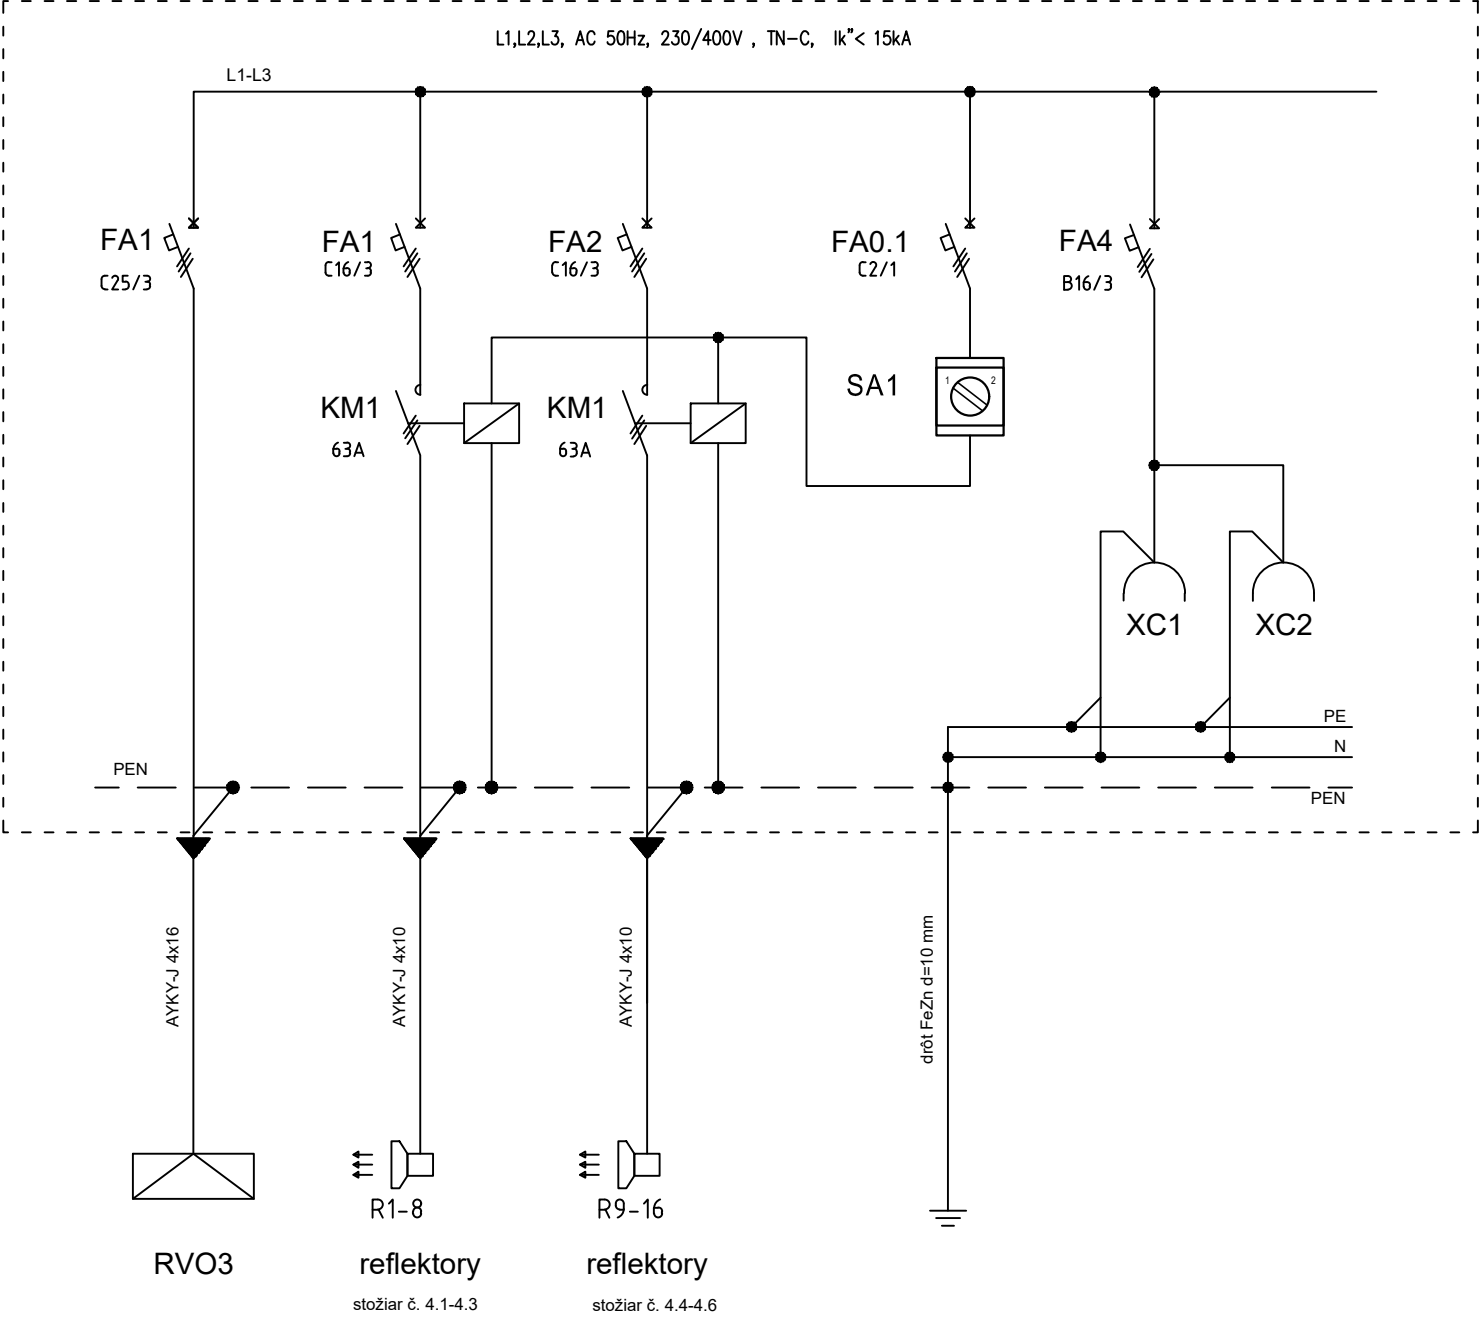 L1,L2,L3, AC 50Hz, 230/400V , TN-C, Ik"< 15kA
L1-L3
FA1
C25/3
FA1
C16/3
FA2
C16/3
FA0.1
C2/1
FA4
B16/3
KM1
63A
KM1
63A
SA1
1 2
XC1
XC2
PE
N
PEN
PEN
AYKY-J 4x16
AYKY-J 4x10
AYKY-J 4x10
drôt FeZn d=10 mm
R1-8
R9-16
RVO3
reflektory
reflektory
stožiar č. 4.1-4.3
stožiar č. 4.4-4.6